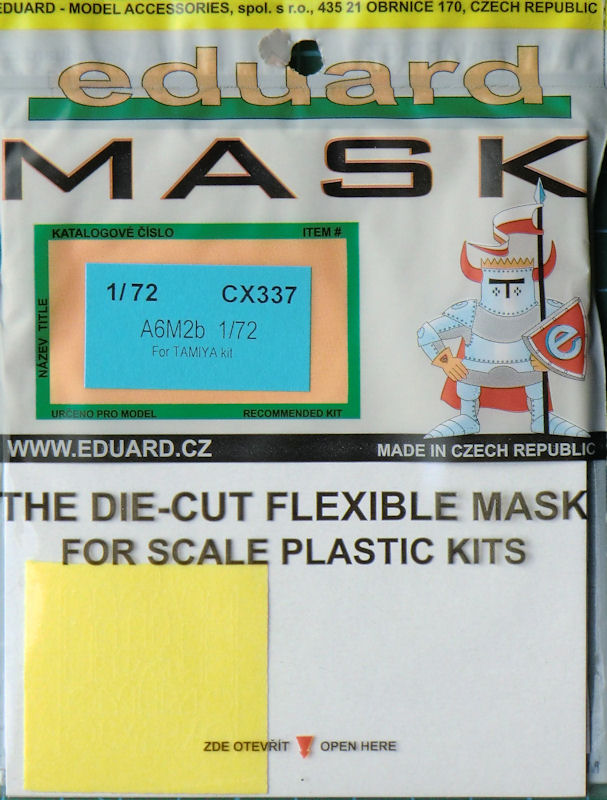 EDUARD - MODEL ACCESSORIES, spol. s r.o., 435 21 OBRNICE 170, CZECH REPUBLIC
eduard
MASK
KATALOGOVÉ ČÍSLO ITEM #
NÁZEV TITLE
1/72 CX337
A6M2b 1/72
For TAMIYA kit
URČENO PRO MODEL RECOMMENDED KIT
e
WWW.EDUARD.CZ MADE IN CZECH REPUBLIC
THE DIE-CUT FLEXIBLE MASK
FOR SCALE PLASTIC KITS
ZDE OTEVŘÍT OPEN HERE